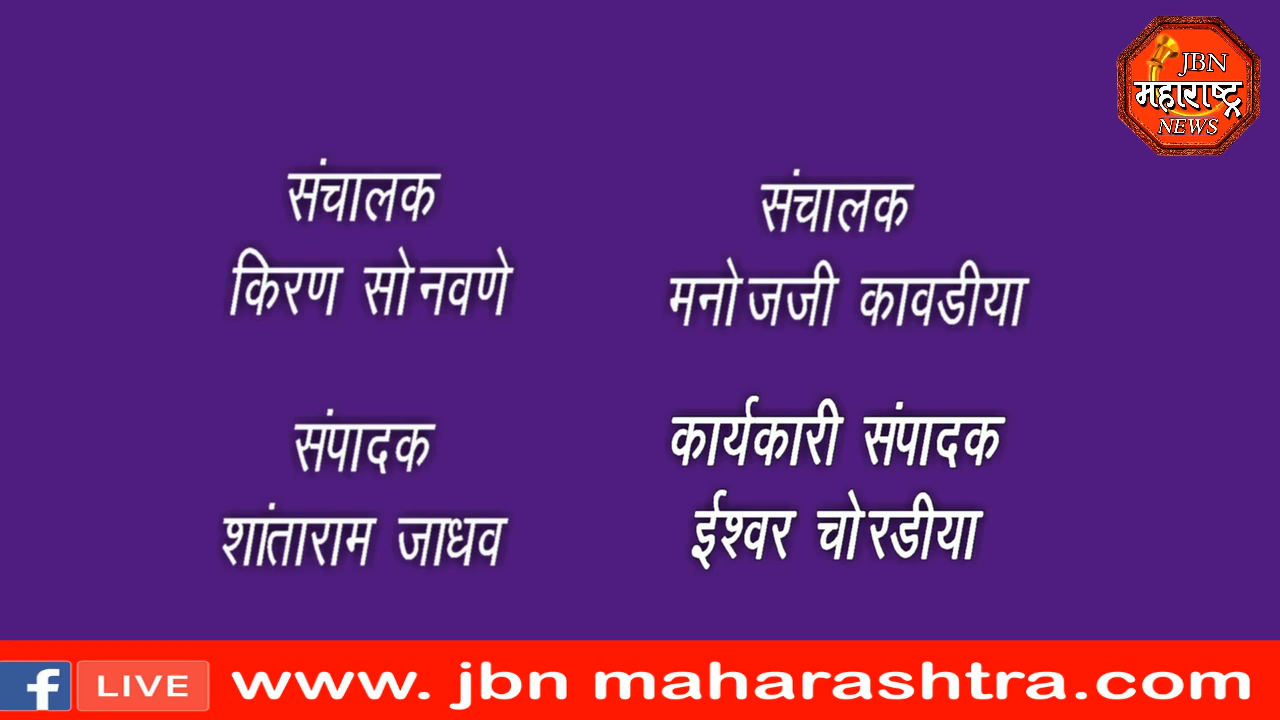 JBN
महाराष्ट्र
NEWS
संचालक
किरण सोनवणे
संचालक
मनोजजी कावडीया
संपादक
शांताराम जाधव
कार्यकारी संपादक
ईश्वर चोरडीया
f LIVE www. jbn maharashtra.com